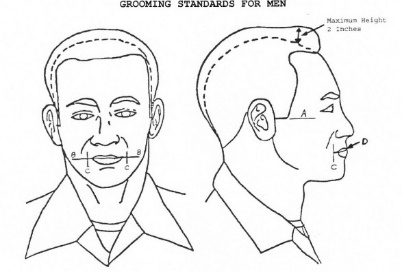 GROOMING STANDARDS FOR MEN
Maximum Height
2 Inches
A
D
B B
C C
C